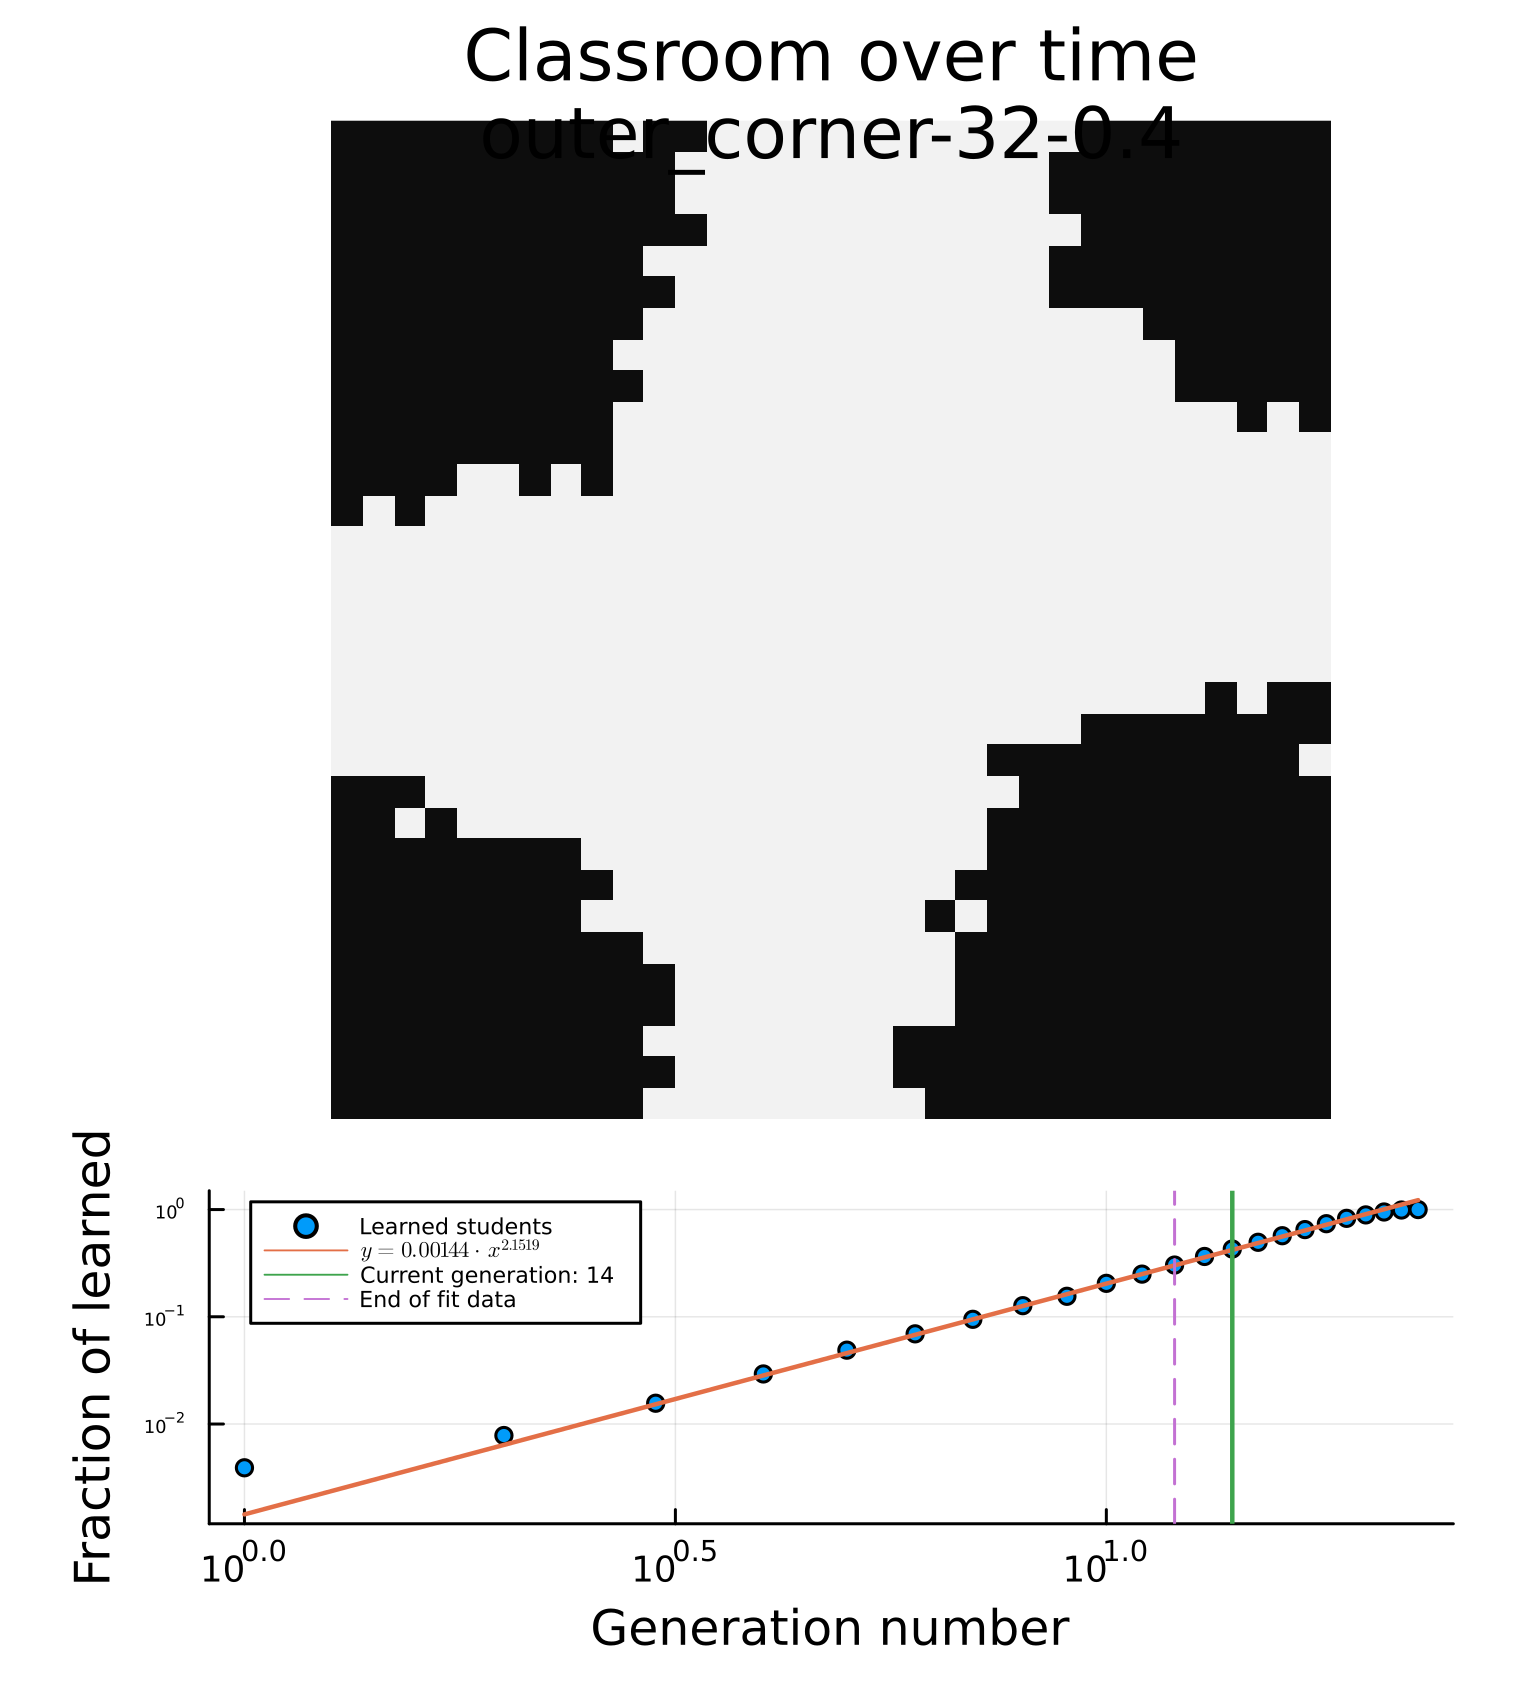 Classroom over time
outer_corner-32-0.4
Fraction of learned
10⁰
10⁻¹
10⁻²
Learned students
y = 0.00144 · x^2.1519
Current generation: 14
End of fit data
10^0.0
10^0.5
10^1.0
Generation number